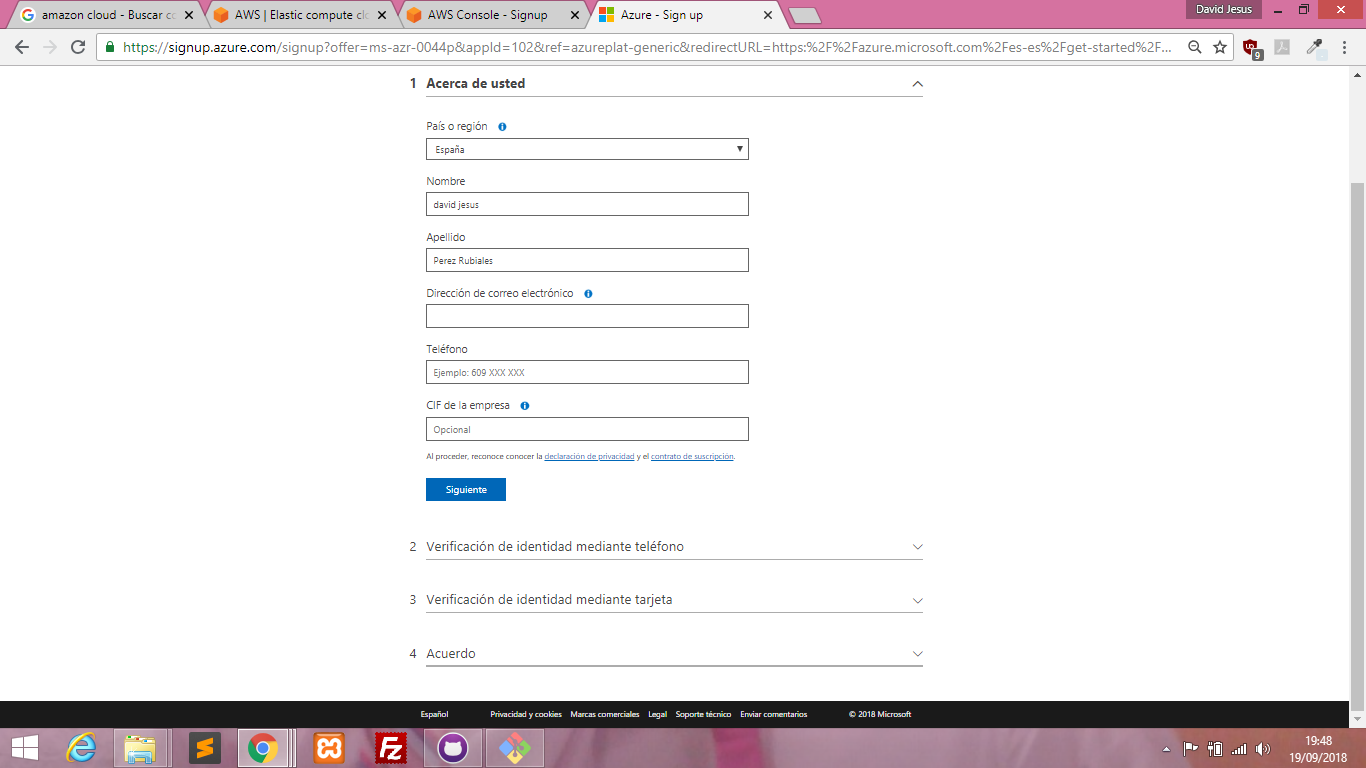 amazon cloud - Buscar co
AWS | Elastic compute cl
AWS Console - Signup
Azure - Sign up
David Jesus
https://signup.azure.com/signup?offer=ms-azr-0044p&appId=102&ref=azureplat-generic&redirectURL=https:%2F%2Fazure.microsoft.com%2Fes-es%2Fget-started%2F...
9
1 Acerca de usted
País o región
España
Nombre
david jesus
Apellido
Perez Rubiales
Dirección de correo electrónico
Teléfono
Ejemplo: 609 XXX XXX
CIF de la empresa
Opcional
Al proceder, reconoce conocer la declaración de privacidad y el contrato de suscripción.
Siguiente
2 Verificación de identidad mediante teléfono
3 Verificación de identidad mediante tarjeta
4 Acuerdo
Español Privacidad y cookies Marcas comerciales Legal Soporte técnico Enviar comentarios © 2018 Microsoft
19:48
19/09/2018